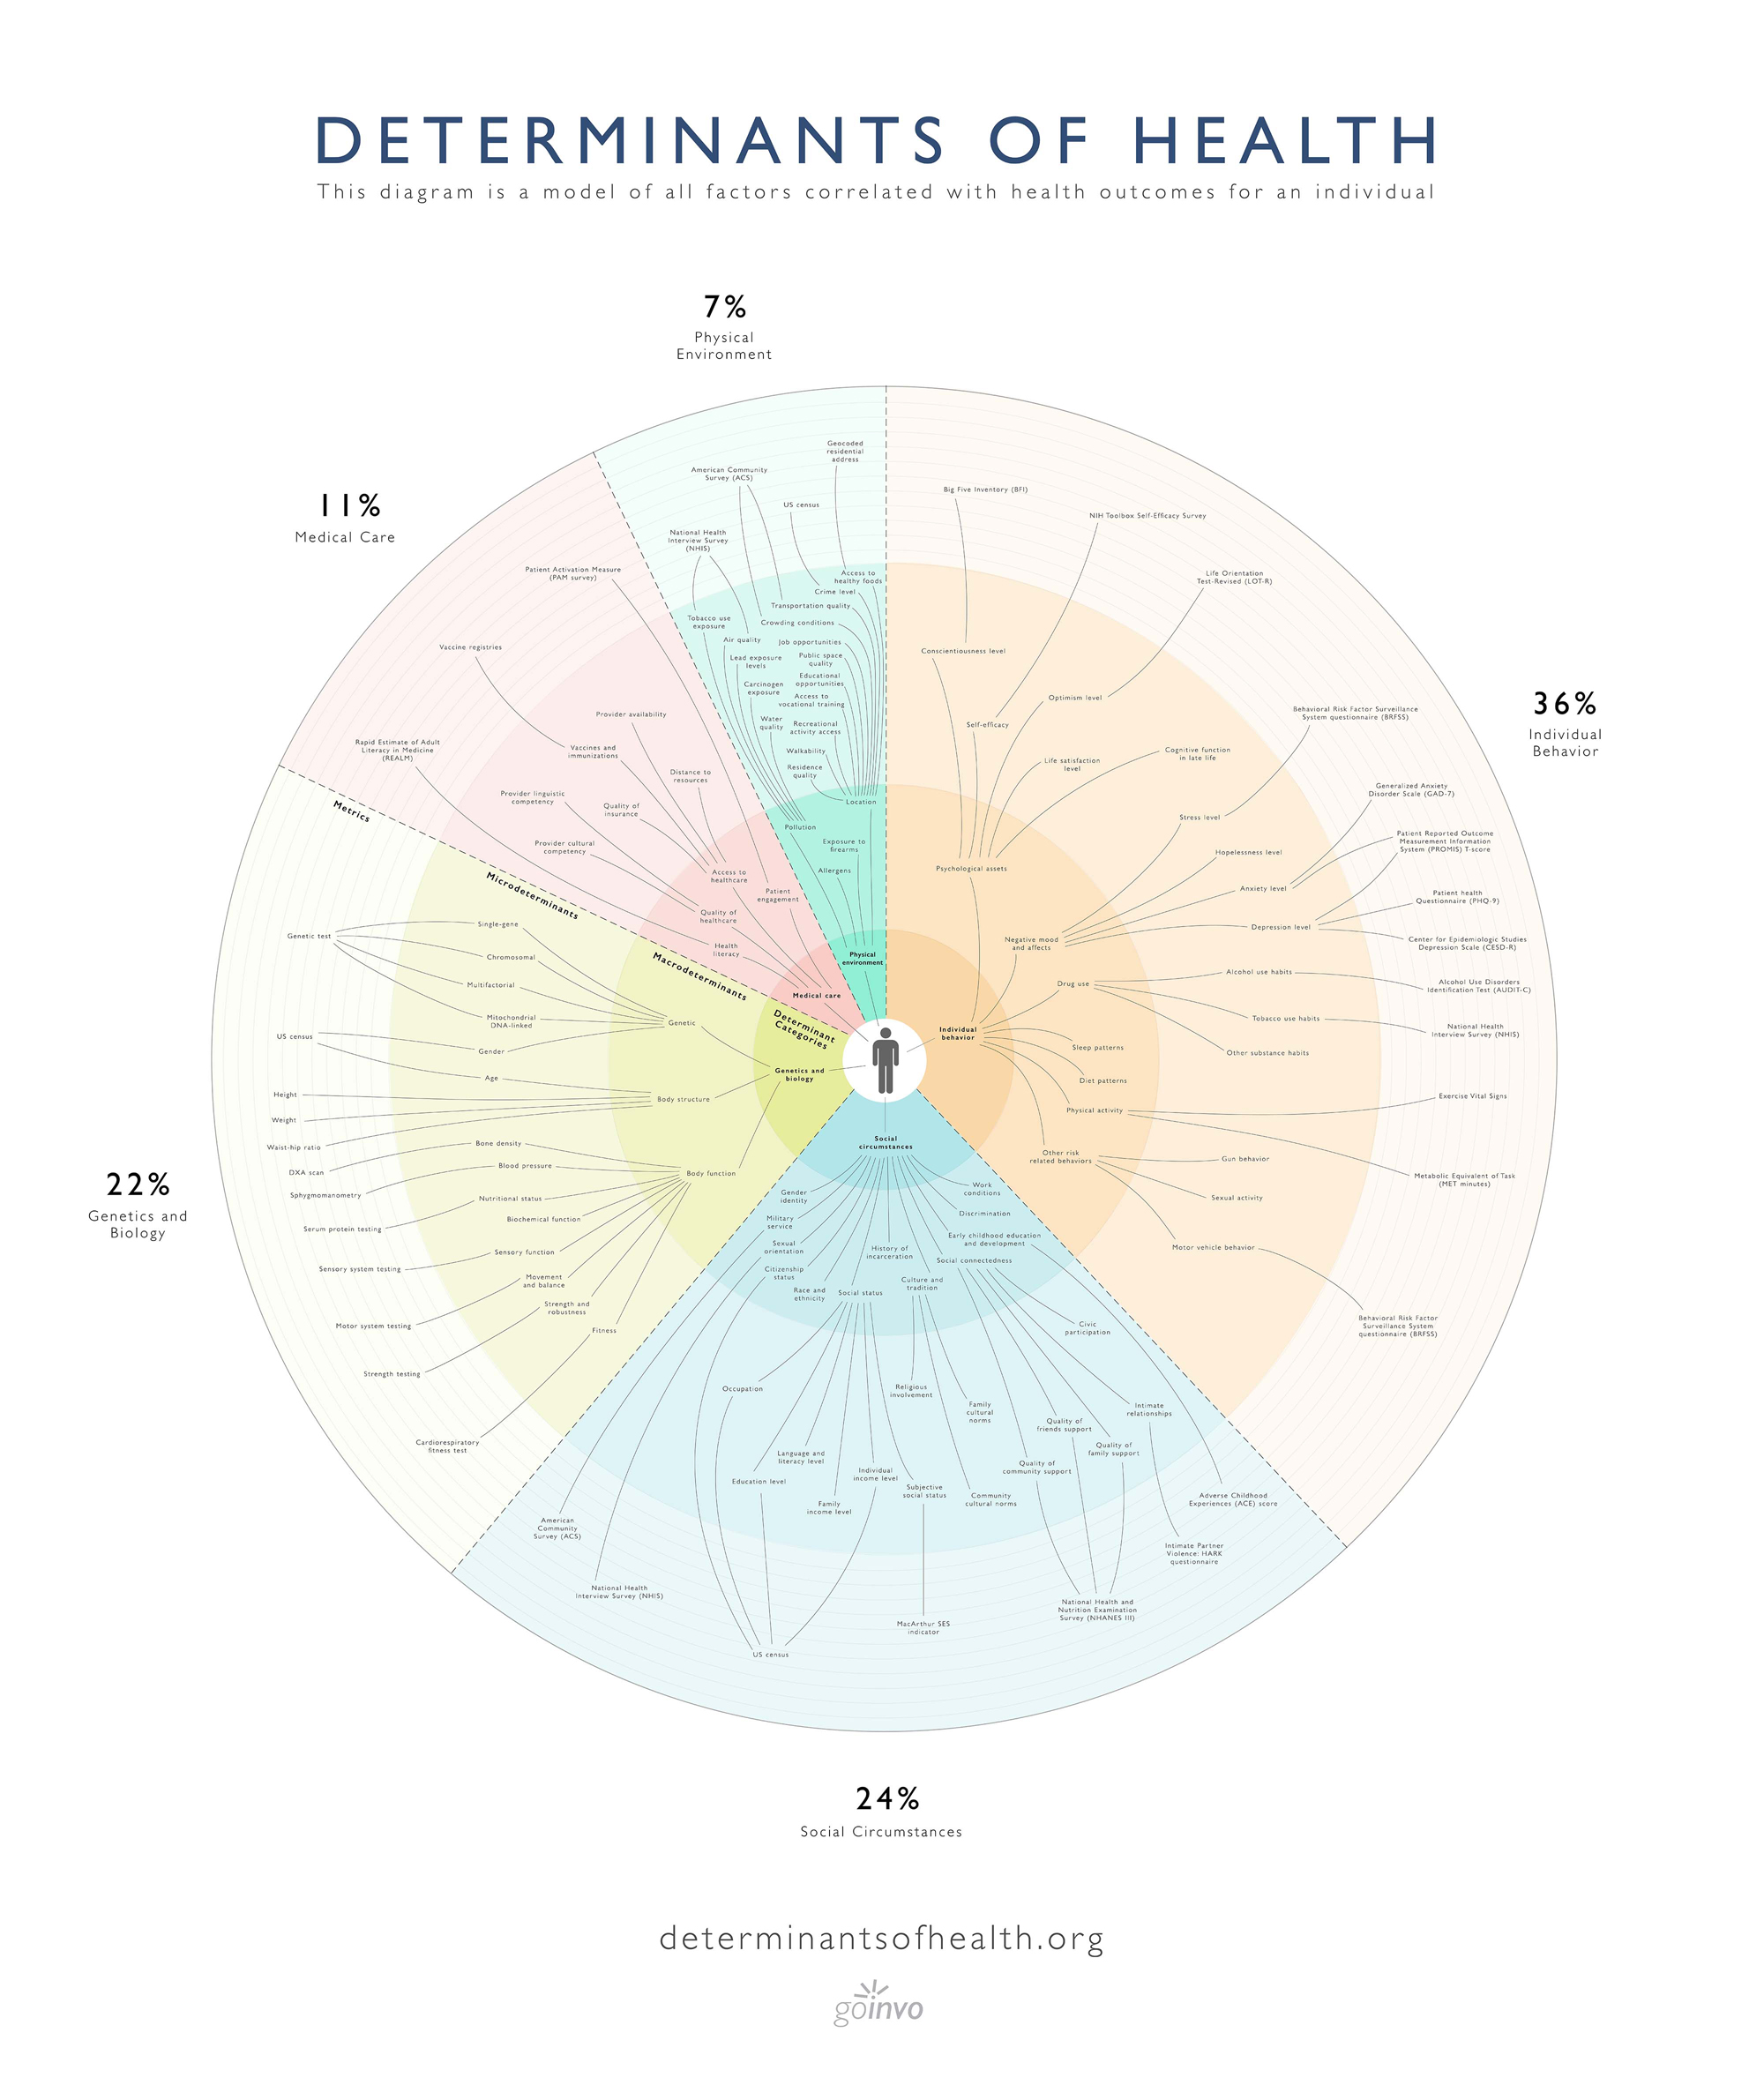 DETERMINANTS OF HEALTH
This diagram is a model of all factors correlated with health outcomes for an individual
7%
Physical
Environment
11%
Medical Care
36%
Individual
Behavior
22%
Genetics and
Biology
24%
Social Circumstances
Metrics
Microdeterminants
Macrodeterminants
Determinant
Categories
Physical
environment
Geocoded
residential
address
American Community
Survey (ACS)
US census
National Health
Interview Survey
(NHIS)
Access to
healthy foods
Crime level
Transportation quality
Tobacco use
exposure
Crowding conditions
Air quality
Job opportunities
Lead exposure
levels
Public space
quality
Educational
opportunities
Carcinogen
exposure
Access to
vocational training
Water
quality
Recreational
activity access
Walkability
Residence
quality
Location
Pollution
Exposure to
firearms
Allergens
Medical care
Patient Activation Measure
(PAM survey)
Vaccine registries
Provider availability
Rapid Estimate of Adult
Literacy in Medicine
(REALM)
Vaccines and
immunizations
Distance to
resources
Provider linguistic
competency
Quality of
insurance
Provider cultural
competency
Access to
healthcare
Patient
engagement
Quality of
healthcare
Health
literacy
Individual
behavior
Big Five Inventory (BFI)
NIH Toolbox Self-Efficacy Survey
Life Orientation
Test-Revised (LOT-R)
Conscientiousness level
Optimism level
Behavioral Risk Factor Surveillance
System questionnaire (BRFSS)
Self-efficacy
Cognitive function
in late life
Life satisfaction
level
Generalized Anxiety
Disorder Scale (GAD-7)
Stress level
Patient Reported Outcome
Measurement Information
System (PROMIS) T-score
Hopelessness level
Psychological assets
Anxiety level
Patient health
Questionnaire (PHQ-9)
Depression level
Negative mood
and affects
Center for Epidemiologic Studies
Depression Scale (CESD-R)
Alcohol use habits
Drug use
Alcohol Use Disorders
Identification Test (AUDIT-C)
Tobacco use habits
National Health
Interview Survey (NHIS)
Sleep patterns
Other substance habits
Diet patterns
Physical activity
Exercise Vital Signs
Other risk
related behaviors
Gun behavior
Metabolic Equivalent of Task
(MET minutes)
Sexual activity
Motor vehicle behavior
Behavioral Risk Factor
Surveillance System
questionnaire (BRFSS)
Genetics and
biology
Single-gene
Genetic test
Chromosomal
Multifactorial
Mitochondrial
DNA-linked
Genetic
US census
Gender
Age
Height
Body structure
Weight
Waist-hip ratio
Bone density
DXA scan
Blood pressure
Body function
Sphygmomanometry
Nutritional status
Biochemical function
Serum protein testing
Sensory function
Sensory system testing
Movement
and balance
Strength and
robustness
Motor system testing
Fitness
Strength testing
Cardiorespiratory
fitness test
Social
circumstances
Gender
identity
Work
conditions
Military
service
Discrimination
Sexual
orientation
History of
incarceration
Early childhood education
and development
Citizenship
status
Social connectedness
Race and
ethnicity
Social status
Culture and
tradition
Civic
participation
Occupation
Religious
involvement
Family
cultural
norms
Intimate
relationships
Quality of
friends support
Quality of
family support
Language and
literacy level
Education level
Individual
income level
Quality of
community support
Subjective
social status
Family
income level
Community
cultural norms
Adverse Childhood
Experiences (ACE) score
American
Community
Survey (ACS)
Intimate Partner
Violence: HARK
questionnaire
National Health
Interview Survey (NHIS)
National Health and
Nutrition Examination
Survey (NHANES III)
MacArthur SES
indicator
US census
determinantsofhealth.org
goinvo